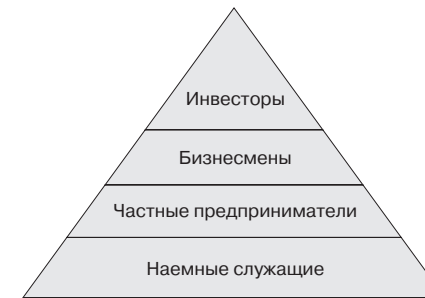 Инвесторы
Бизнесмены
Частные предприниматели
Наемные служащие